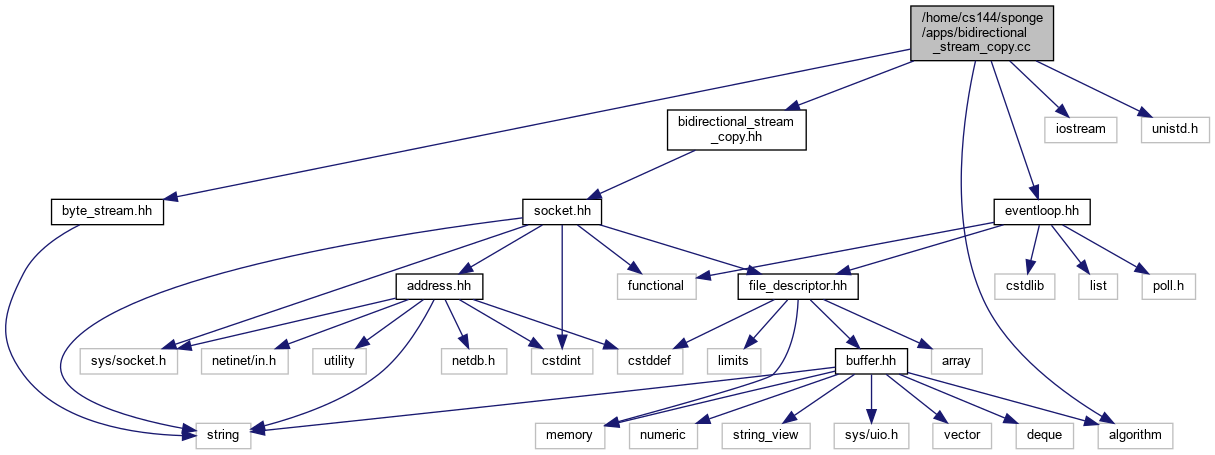 /home/cs144/sponge
/apps/bidirectional
_stream_copy.cc
bidirectional_stream
_copy.hh
iostream
unistd.h
byte_stream.hh
socket.hh
eventloop.hh
address.hh
functional
file_descriptor.hh
cstdlib
list
poll.h
sys/socket.h
netinet/in.h
utility
netdb.h
cstdint
cstddef
limits
buffer.hh
array
string
memory
numeric
string_view
sys/uio.h
vector
deque
algorithm